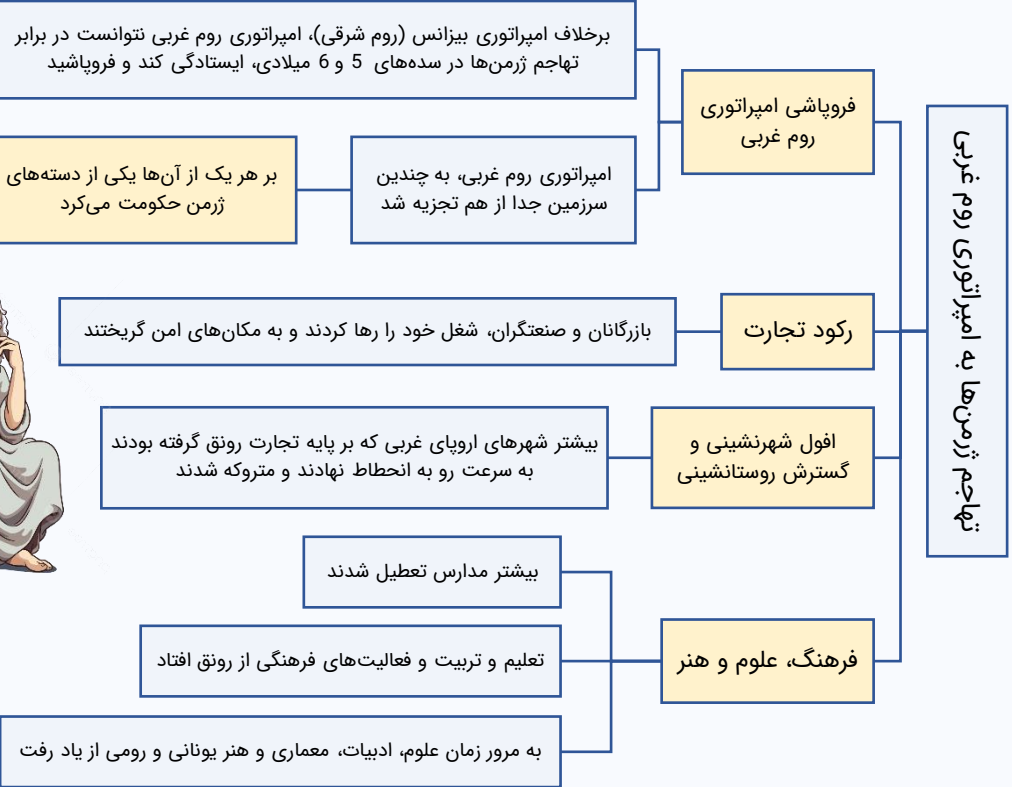 تهاجم ژرمن‌ها به امپراتوری روم غربی
فروپاشی امپراتوری
روم غربی
برخلاف امپراتوری بیزانس (روم شرقی)، امپراتوری روم غربی نتوانست در برابر
تهاجم ژرمن‌ها در سده‌های 5 و 6 میلادی، ایستادگی کند و فروپاشید
امپراتوری روم غربی، به چندین
سرزمین جدا از هم تجزیه شد
بر هر یک از آن‌ها یکی از دسته‌های
ژرمن حکومت می‌کرد
رکود تجارت
بازرگانان و صنعتگران، شغل خود را رها کردند و به مکان‌های امن گریختند
افول شهرنشینی و
گسترش روستانشینی
بیشتر شهرهای اروپای غربی که بر پایه تجارت رونق گرفته بودند
به سرعت رو به انحطاط نهادند و متروکه شدند
فرهنگ، علوم و هنر
بیشتر مدارس تعطیل شدند
تعلیم و تربیت و فعالیت‌های فرهنگی از رونق افتاد
به مرور زمان علوم، ادبیات، معماری و هنر یونانی و رومی از یاد رفت